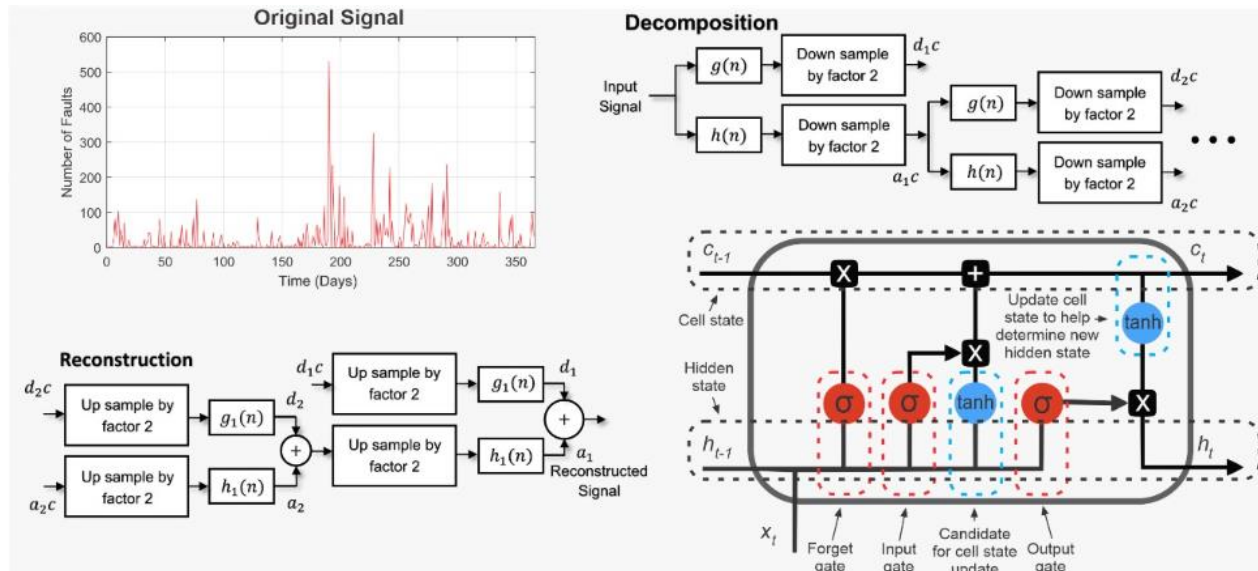 Original Signal
600
500
400
300
200
100
0
Number of Faults
0 50 100 150 200 250 300 350
Time (Days)
Decomposition
Input
Signal
g(n)
Down sample
by factor 2
d₁c
h(n)
Down sample
by factor 2
a₁c
g(n)
Down sample
by factor 2
d₂c
h(n)
Down sample
by factor 2
a₂c
Reconstruction
d₂c
Up sample by
factor 2
g₁(n)
d₂
a₂c
Up sample by
factor 2
h₁(n)
a₂
+
d₁c
Up sample by
factor 2
g₁(n)
d₁
Up sample by
factor 2
h₁(n)
a₁
+
Reconstructed
Signal
cₜ₋₁
X
+
cₜ
Cell state
Update cell
state to help
determine new
hidden state
tanh
X
Hidden
state
σ
σ
tanh
σ
X
hₜ₋₁
hₜ
xₜ
Forget
gate
Input
gate
Candidate
for cell state
update
Output
gate